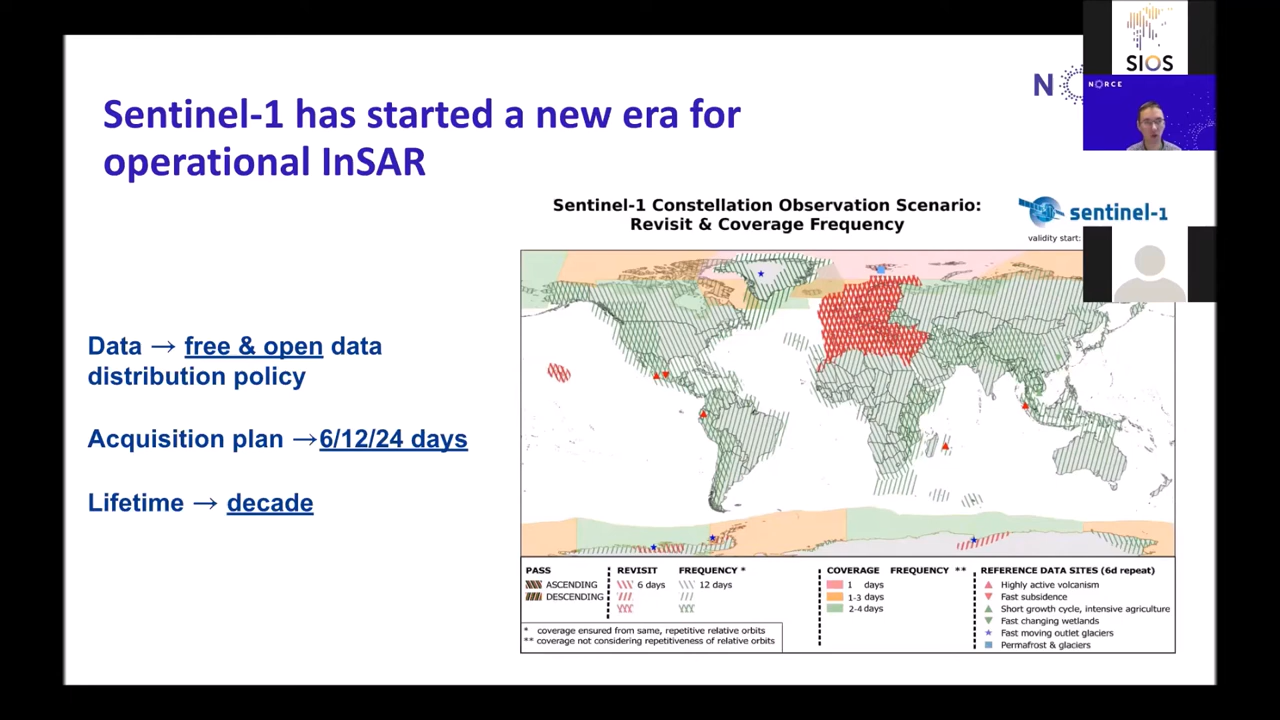 Sentinel-1 has started a new era for
operational InSAR
N
SIOS
NORCE
Sentinel-1 Constellation Observation Scenario:
Revisit & Coverage Frequency
sentinel-1
validity start:
Data → free & open data
distribution policy
Acquisition plan →6/12/24 days
Lifetime → decade
PASS
ASCENDING
DESCENDING
REVISIT FREQUENCY *
6 days 12 days
* coverage ensured from same, repetitive relative orbits
** coverage not considering repetitiveness of relative orbits
COVERAGE FREQUENCY **
1 days
1-3 days
2-4 days
REFERENCE DATA SITES (6d repeat)
Highly active volcanism
Fast subsidence
Short growth cycle, intensive agriculture
Fast changing wetlands
Fast moving outlet glaciers
Permafrost & glaciers